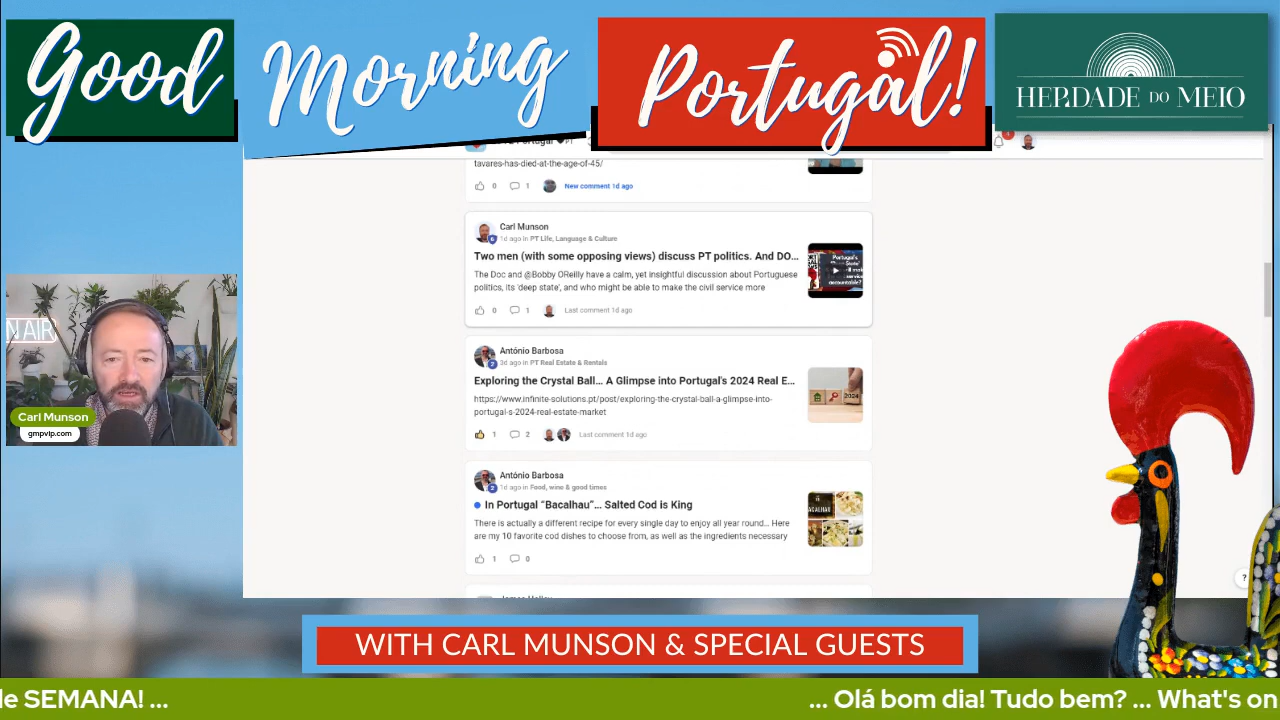 Good
Morning
Portugal!
HERDADE DO MEIO
tavares-has-died-at-the-age-of-45/
0 1 New comment 1d ago
Carl Munson
6 1d ago in PT Life, Language & Culture
Two men (with some opposing views) discuss PT politics. And DO...
The Doc and @Bobby OReilly have a calm, yet insightful discussion about Portuguese
politics, its 'deep state', and who might be able to make the civil service more
0 1 Last comment 1d ago
António Barbosa
2 3d ago in PT Real Estate & Rentals
Exploring the Crystal Ball... A Glimpse into Portugal's 2024 Real E...
https://www.infinite-solutions.pt/post/exploring-the-crystal-ball-a-glimpse-into-
portugal-s-2024-real-estate-market
2024
1 2 Last comment 1d ago
António Barbosa
2 1d ago in Food, wine & good times
In Portugal “Bacalhau”... Salted Cod is King
There is actually a different recipe for every single day to enjoy all year round... Here
are my 10 favorite cod dishes to choose from, as well as the ingredients necessary
BACALHAU
1 0
?
N AIR
Carl Munson
gmpvip.com
WITH CARL MUNSON & SPECIAL GUESTS
de SEMANA! ... ... Olá bom dia! Tudo bem? ... What's on